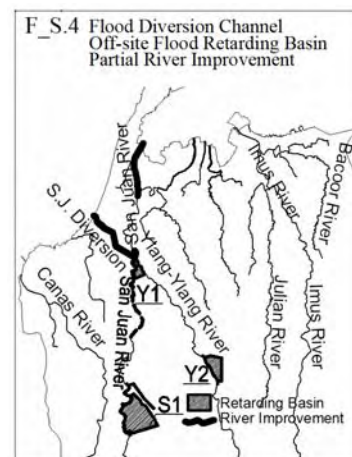 F_S.4 Flood Diversion Channel
Off-site Flood Retarding Basin
Partial River Improvement
San Juan River
Imus River
Bacoor River
S.J. Diversion
Ylang-Ylang River
Canas River
San Juan River
Julian River
Imus River
Y1
Y2
S1
Retarding Basin
River Improvement